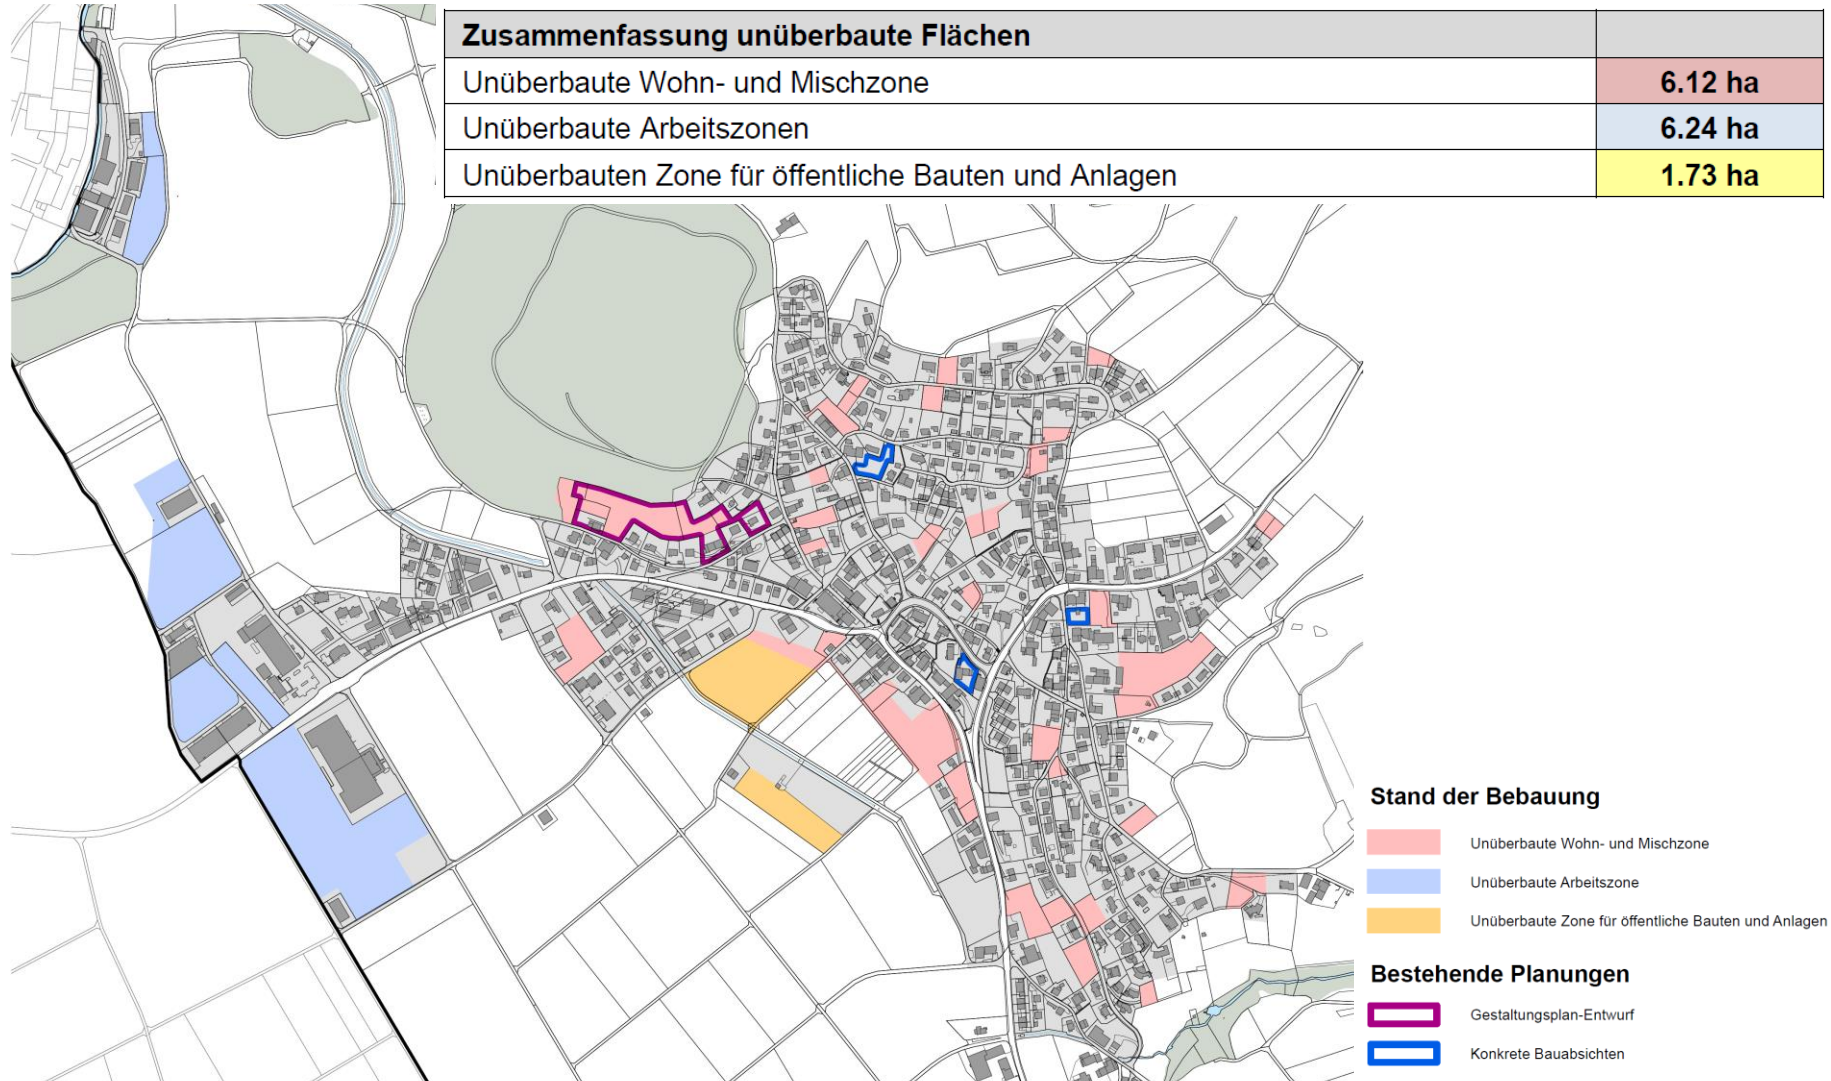 Zusammenfassung unüberbaute Flächen
Unüberbaute Wohn- und Mischzone 6.12 ha
Unüberbaute Arbeitszonen 6.24 ha
Unüberbauten Zone für öffentliche Bauten und Anlagen 1.73 ha
Stand der Bebauung
Unüberbaute Wohn- und Mischzone
Unüberbaute Arbeitszone
Unüberbaute Zone für öffentliche Bauten und Anlagen
Bestehende Planungen
Gestaltungsplan-Entwurf
Konkrete Bauabsichten